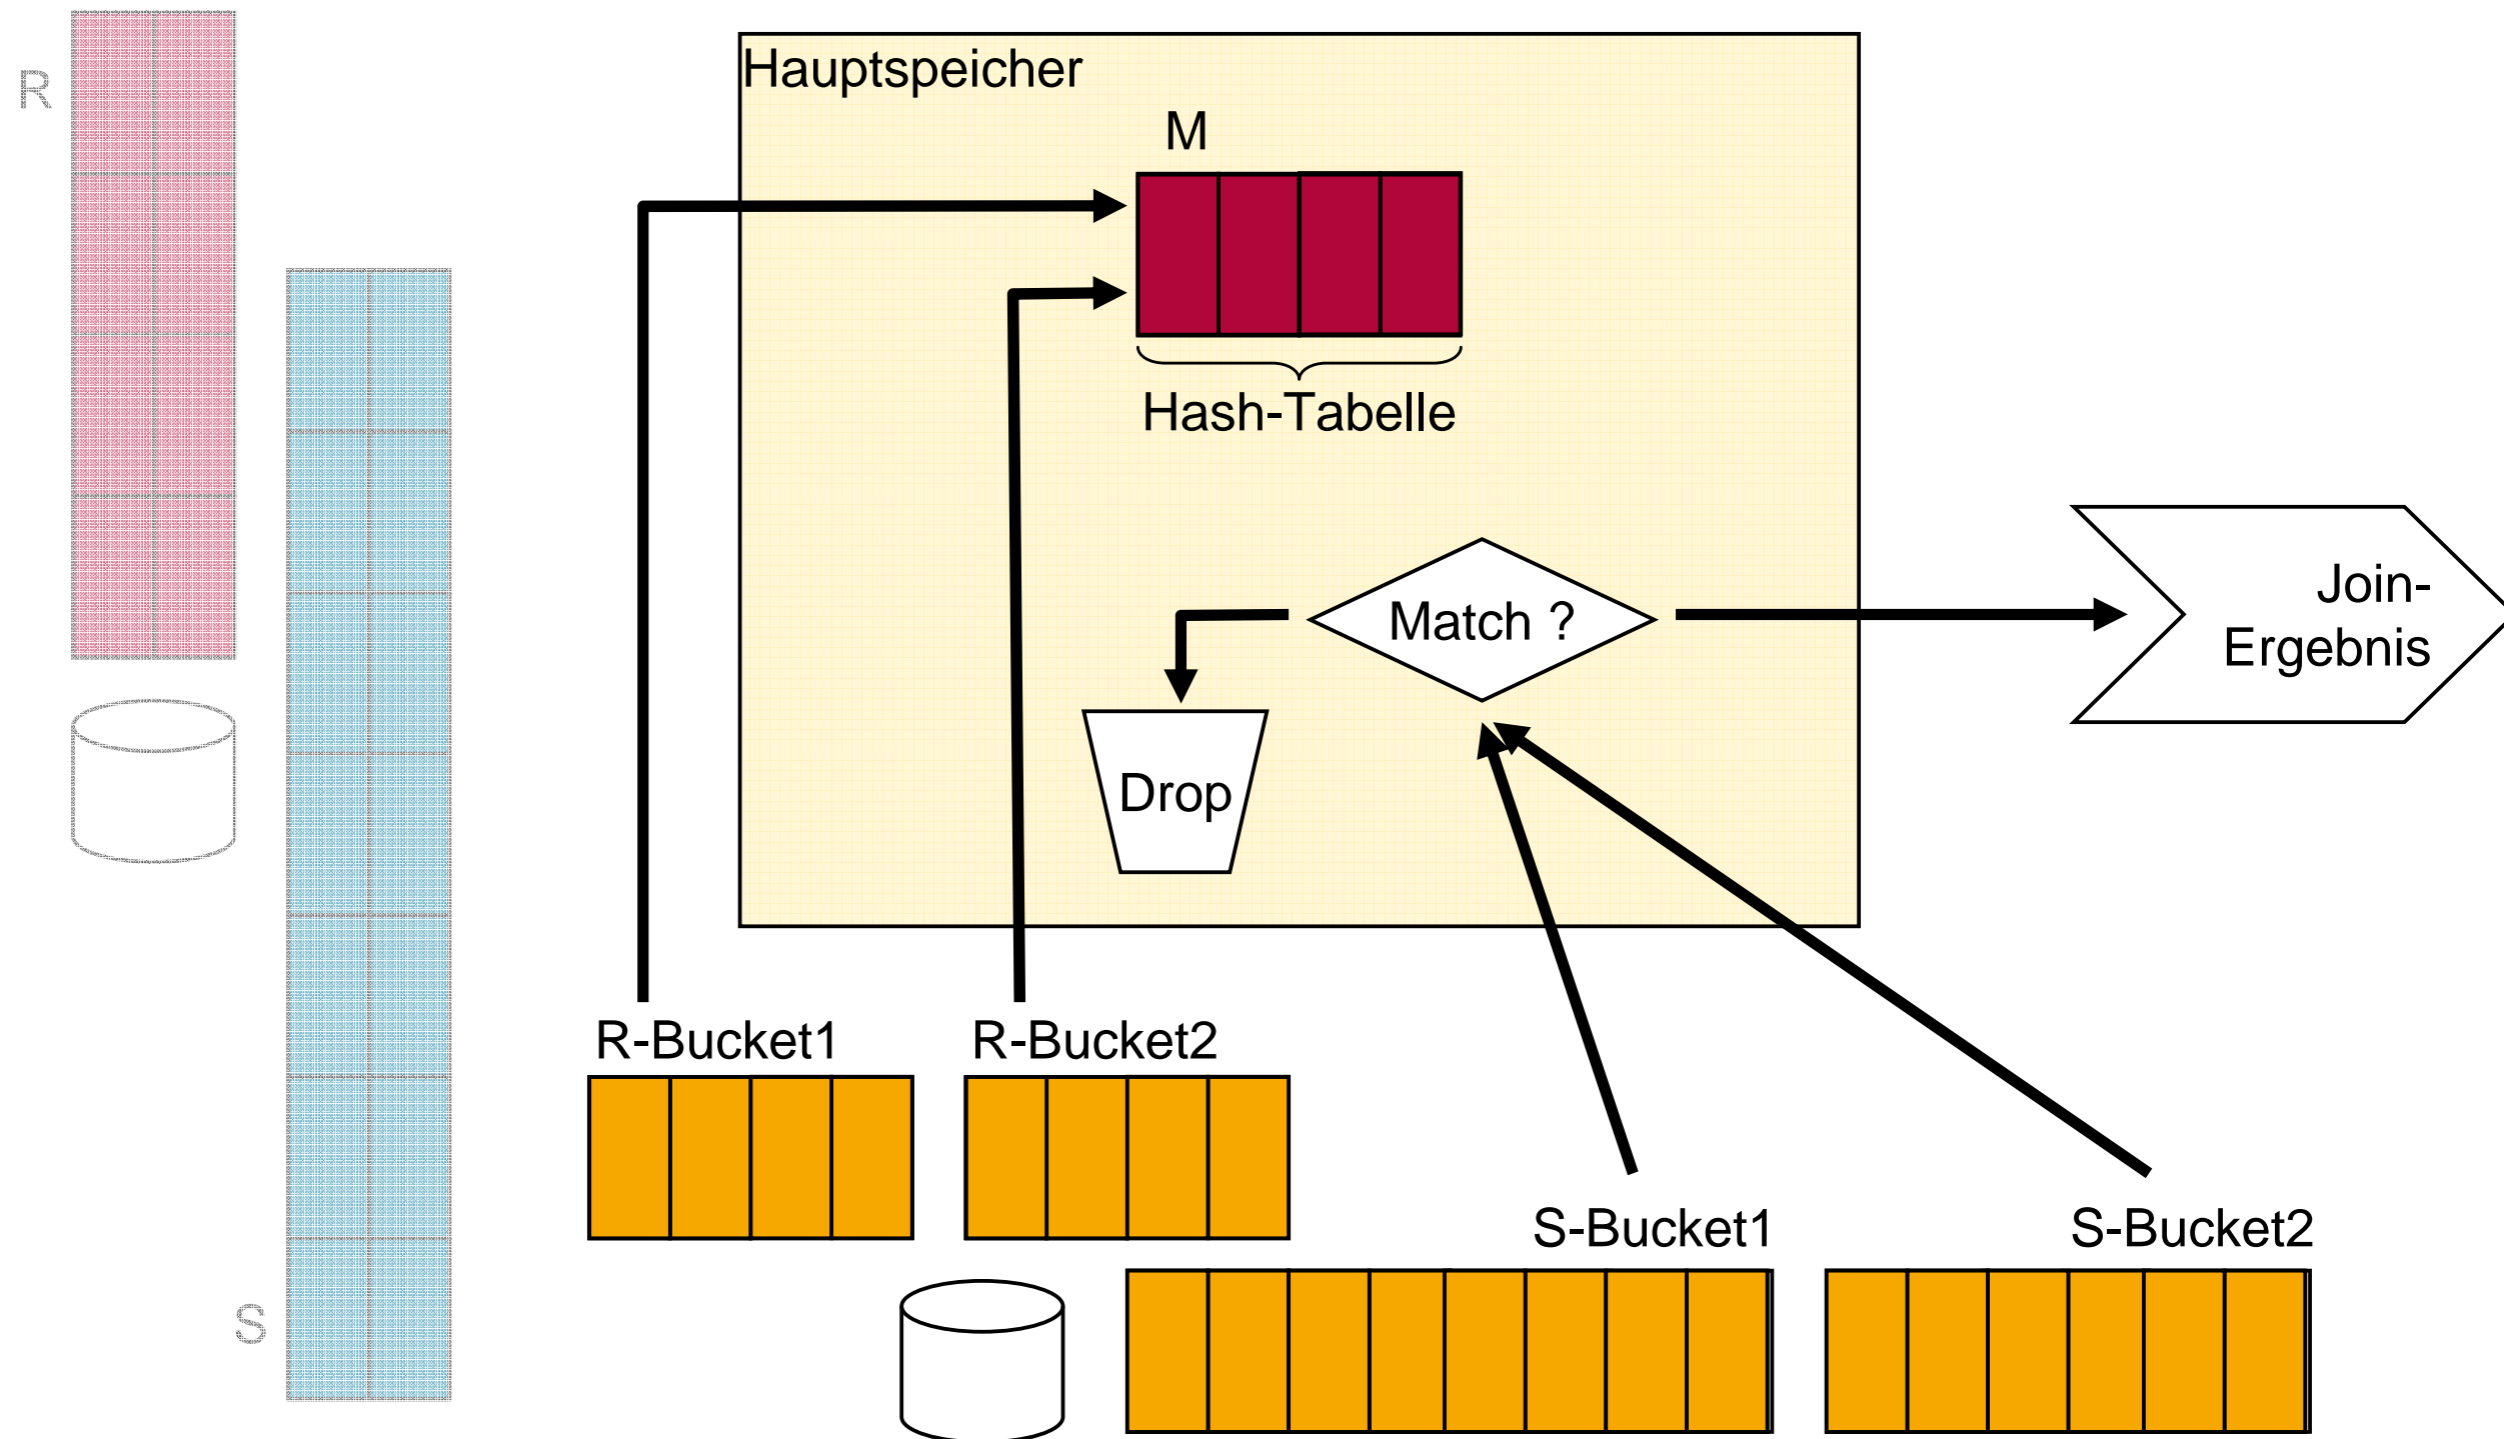 R
Hauptspeicher
M
Hash-Tabelle
Match ?
Join-
Ergebnis
Drop
R-Bucket1
R-Bucket2
S-Bucket1
S-Bucket2
S